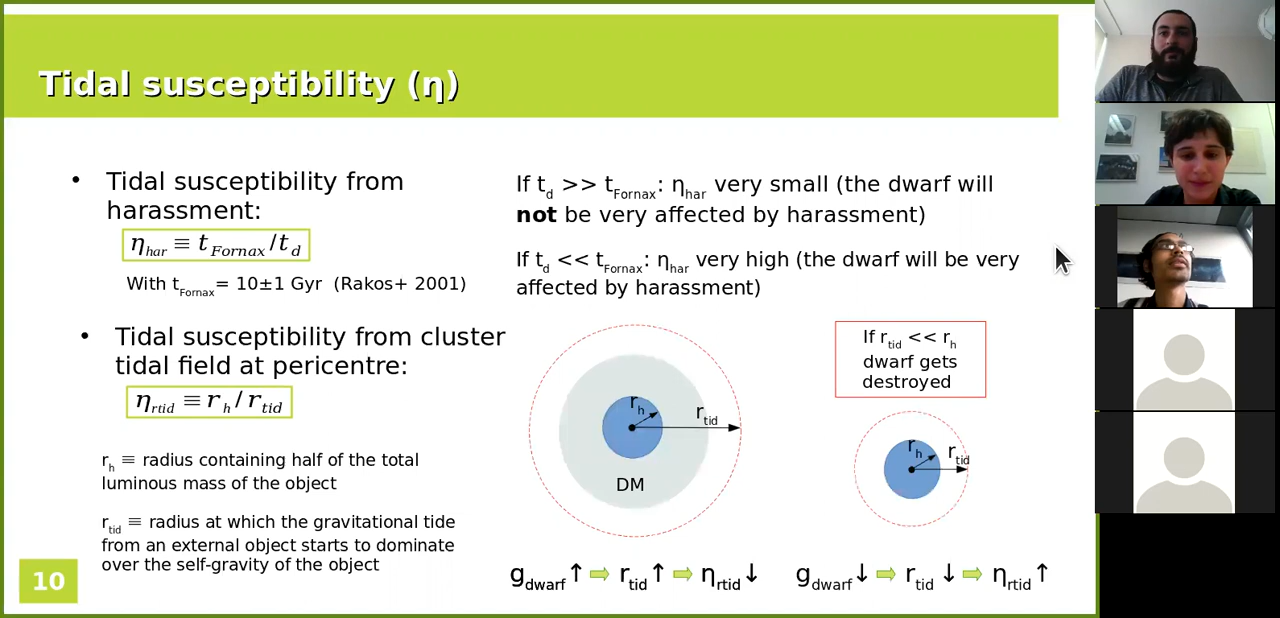 Tidal susceptibility (η)
• Tidal susceptibility from
harassment:
η_har ≡ t_Fornax / t_d
With t_Fornax = 10±1 Gyr (Rakos+ 2001)
If t_d >> t_Fornax: η_har very small (the dwarf will
not be very affected by harassment)
If t_d << t_Fornax: η_har very high (the dwarf will be very
affected by harassment)
• Tidal susceptibility from cluster
tidal field at pericentre:
η_rtid ≡ r_h / r_tid
r_h ≡ radius containing half of the total
luminous mass of the object
r_tid ≡ radius at which the gravitational tide
from an external object starts to dominate
over the self-gravity of the object
r_h
r_tid
DM
If r_tid << r_h
dwarf gets
destroyed
r_h
r_tid
g_dwarf ↑ ⇨ r_tid ↑ ⇨ η_rtid ↓
g_dwarf ↓ ⇨ r_tid ↓ ⇨ η_rtid ↑
10